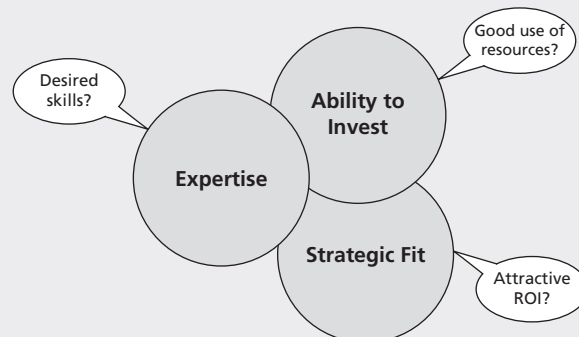 Good use of
resources?
Desired
skills?
Ability to
Invest
Expertise
Strategic Fit
Attractive
ROI?